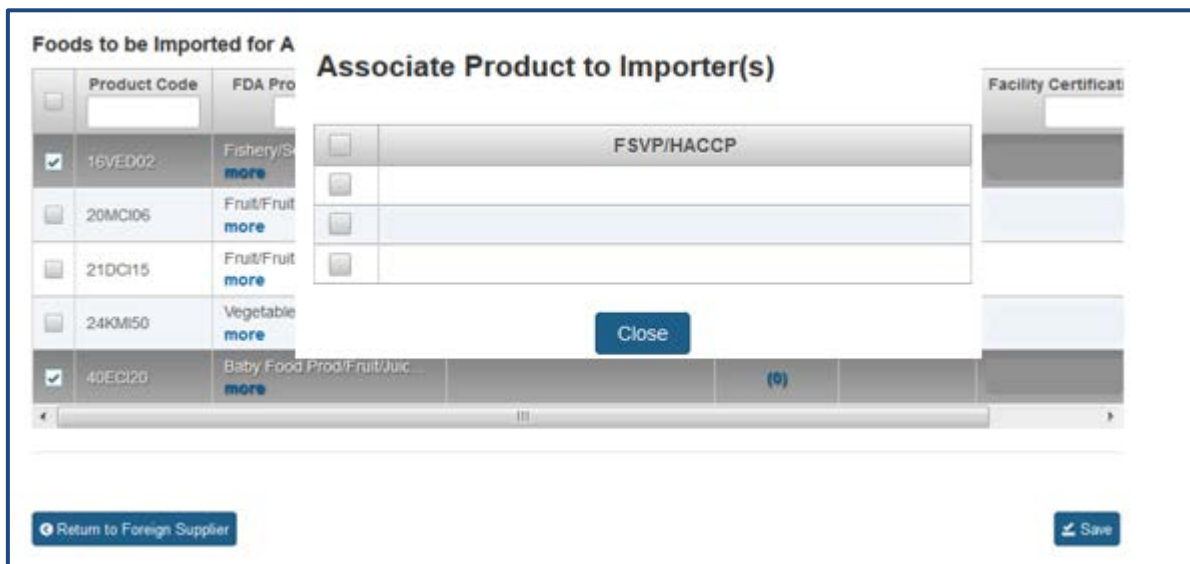 Foods to be Imported for A
Associate Product to Importer(s)
Product Code
FDA Pro
Facility Certificati
FSVP/HACCP
16VED02
Fishery/Se
more
20MCI06
Fruit/Fruit
more
21DCI15
Fruit/Fruit
more
24KMI50
Vegetable
more
Close
40ECI20
Baby Food Prod/Fruit/Juic...
more
(0)
Return to Foreign Supplier
Save